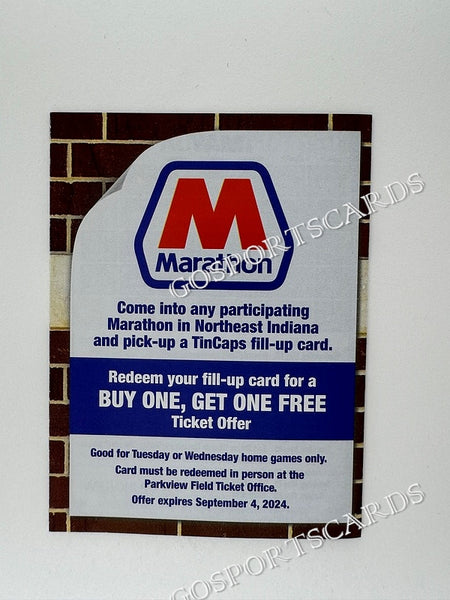 M
Marathon
Come into any participating
Marathon in Northeast Indiana
and pick-up a TinCaps fill-up card.
Redeem your fill-up card for a
BUY ONE, GET ONE FREE
Ticket Offer
Good for Tuesday or Wednesday home games only.
Card must be redeemed in person at the
Parkview Field Ticket Office.
Offer expires September 4, 2024.
GOSPORTSCARDS
GOSPORTSCARDS